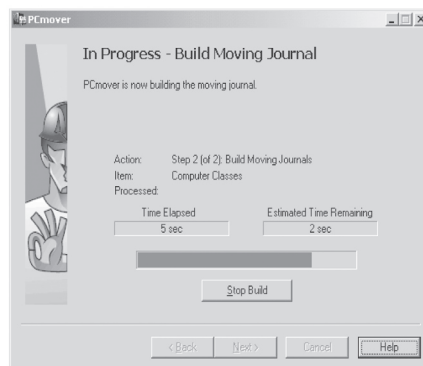 PCmover
In Progress - Build Moving Journal
PCmover is now building the moving journal.
Action: Step 2 (of 2): Build Moving Journals
Item: Computer Classes
Processed:
Time Elapsed Estimated Time Remaining
5 sec 2 sec
Stop Build
< Back Next > Cancel Help